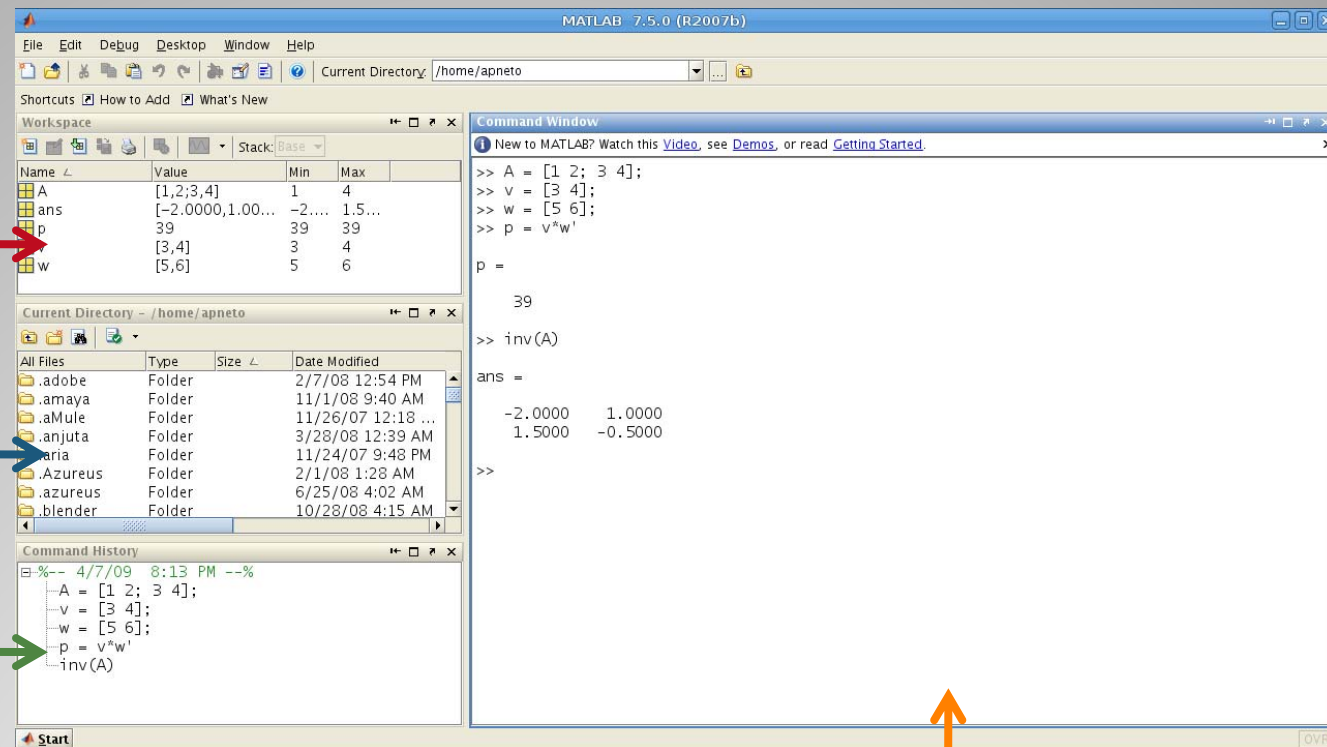 MATLAB 7.5.0 (R2007b)
File Edit Debug Desktop Window Help
Current Directory: /home/apneto ...
Shortcuts How to Add What's New
Workspace
Stack: Base
Name Value Min Max
A [1,2;3,4] 1 4
ans [-2.0000,1.00... -2.... 1.5...
p 39 39 39
v [3,4] 3 4
w [5,6] 5 6
Current Directory - /home/apneto
All Files Type Size Date Modified
.adobe Folder 2/7/08 12:54 PM
.amaya Folder 11/1/08 9:40 AM
.aMule Folder 11/26/07 12:18 ...
.anjuta Folder 3/28/08 12:39 AM
Folder 11/24/07 9:48 PM
.Azureus Folder 2/1/08 1:28 AM
.azureus Folder 6/25/08 4:02 AM
.blender Folder 10/28/08 4:15 AM
Command History
%-- 4/7/09 8:13 PM --%
A = [1 2; 3 4];
v = [3 4];
w = [5 6];
p = v*w'
inv(A)
Start
Command Window
New to MATLAB? Watch this Video, see Demos, or read Getting Started.
>> A = [1 2; 3 4];
>> v = [3 4];
>> w = [5 6];
>> p = v*w'
p =
39
>> inv(A)
ans =
-2.0000 1.0000
1.5000 -0.5000
>>
OVR